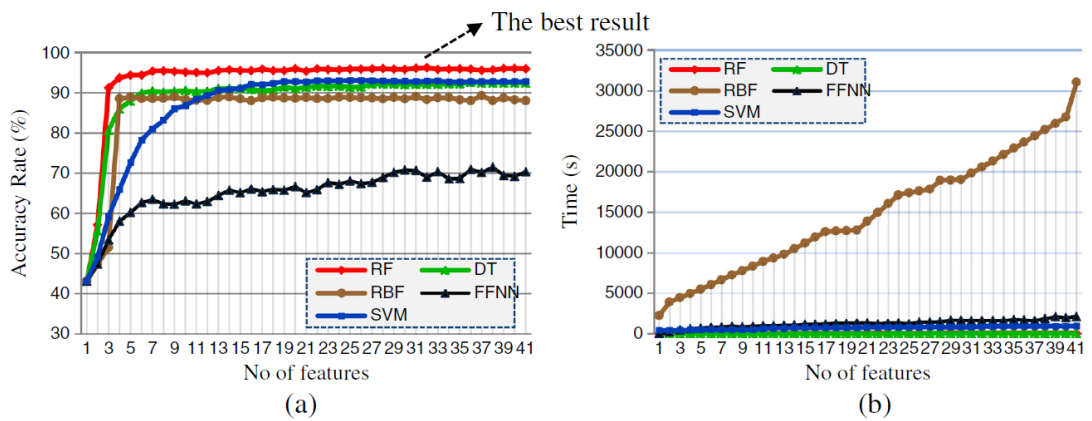 The best result
Accuracy Rate (%)
100
90
80
70
60
50
40
30
RF
DT
RBF
FFNN
SVM
1 3 5 7 9 11 13 15 17 19 21 23 25 27 29 31 33 35 37 39 41
No of features
(a)
Time (s)
35000
30000
25000
20000
15000
10000
5000
0
RF
DT
RBF
FFNN
SVM
1 3 5 7 9 11 13 15 17 19 21 23 25 27 29 31 33 35 37 39 41
No of features
(b)